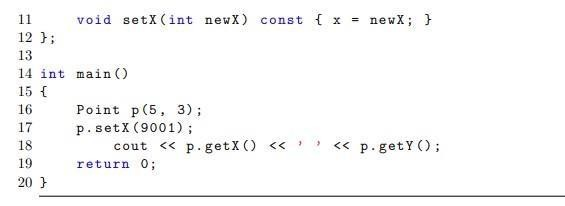 11 void setX(int newX) const { x = newX; }
12 };
13
14 int main()
15 {
16 Point p(5, 3);
17 p.setX(9001);
18 cout << p.getX() << ' ' << p.getY();
19 return 0;
20 }